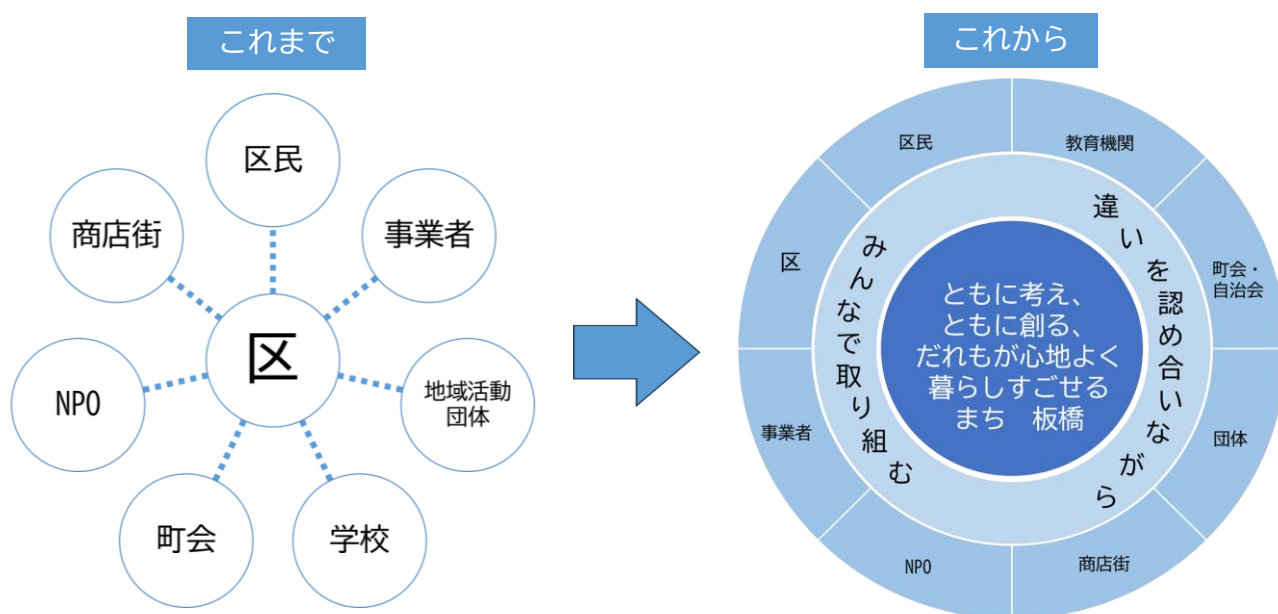 これまで
区民
商店街
事業者
区
NPO
地域活動
団体
町会
学校
これから
区民
教育機関
区
町会・
自治会
事業者
団体
NPO
商店街
違いを認め合いながら
みんなで取り組む
ともに考え、
ともに創る、
だれもが心地よく
暮らしすごせる
まち　板橋